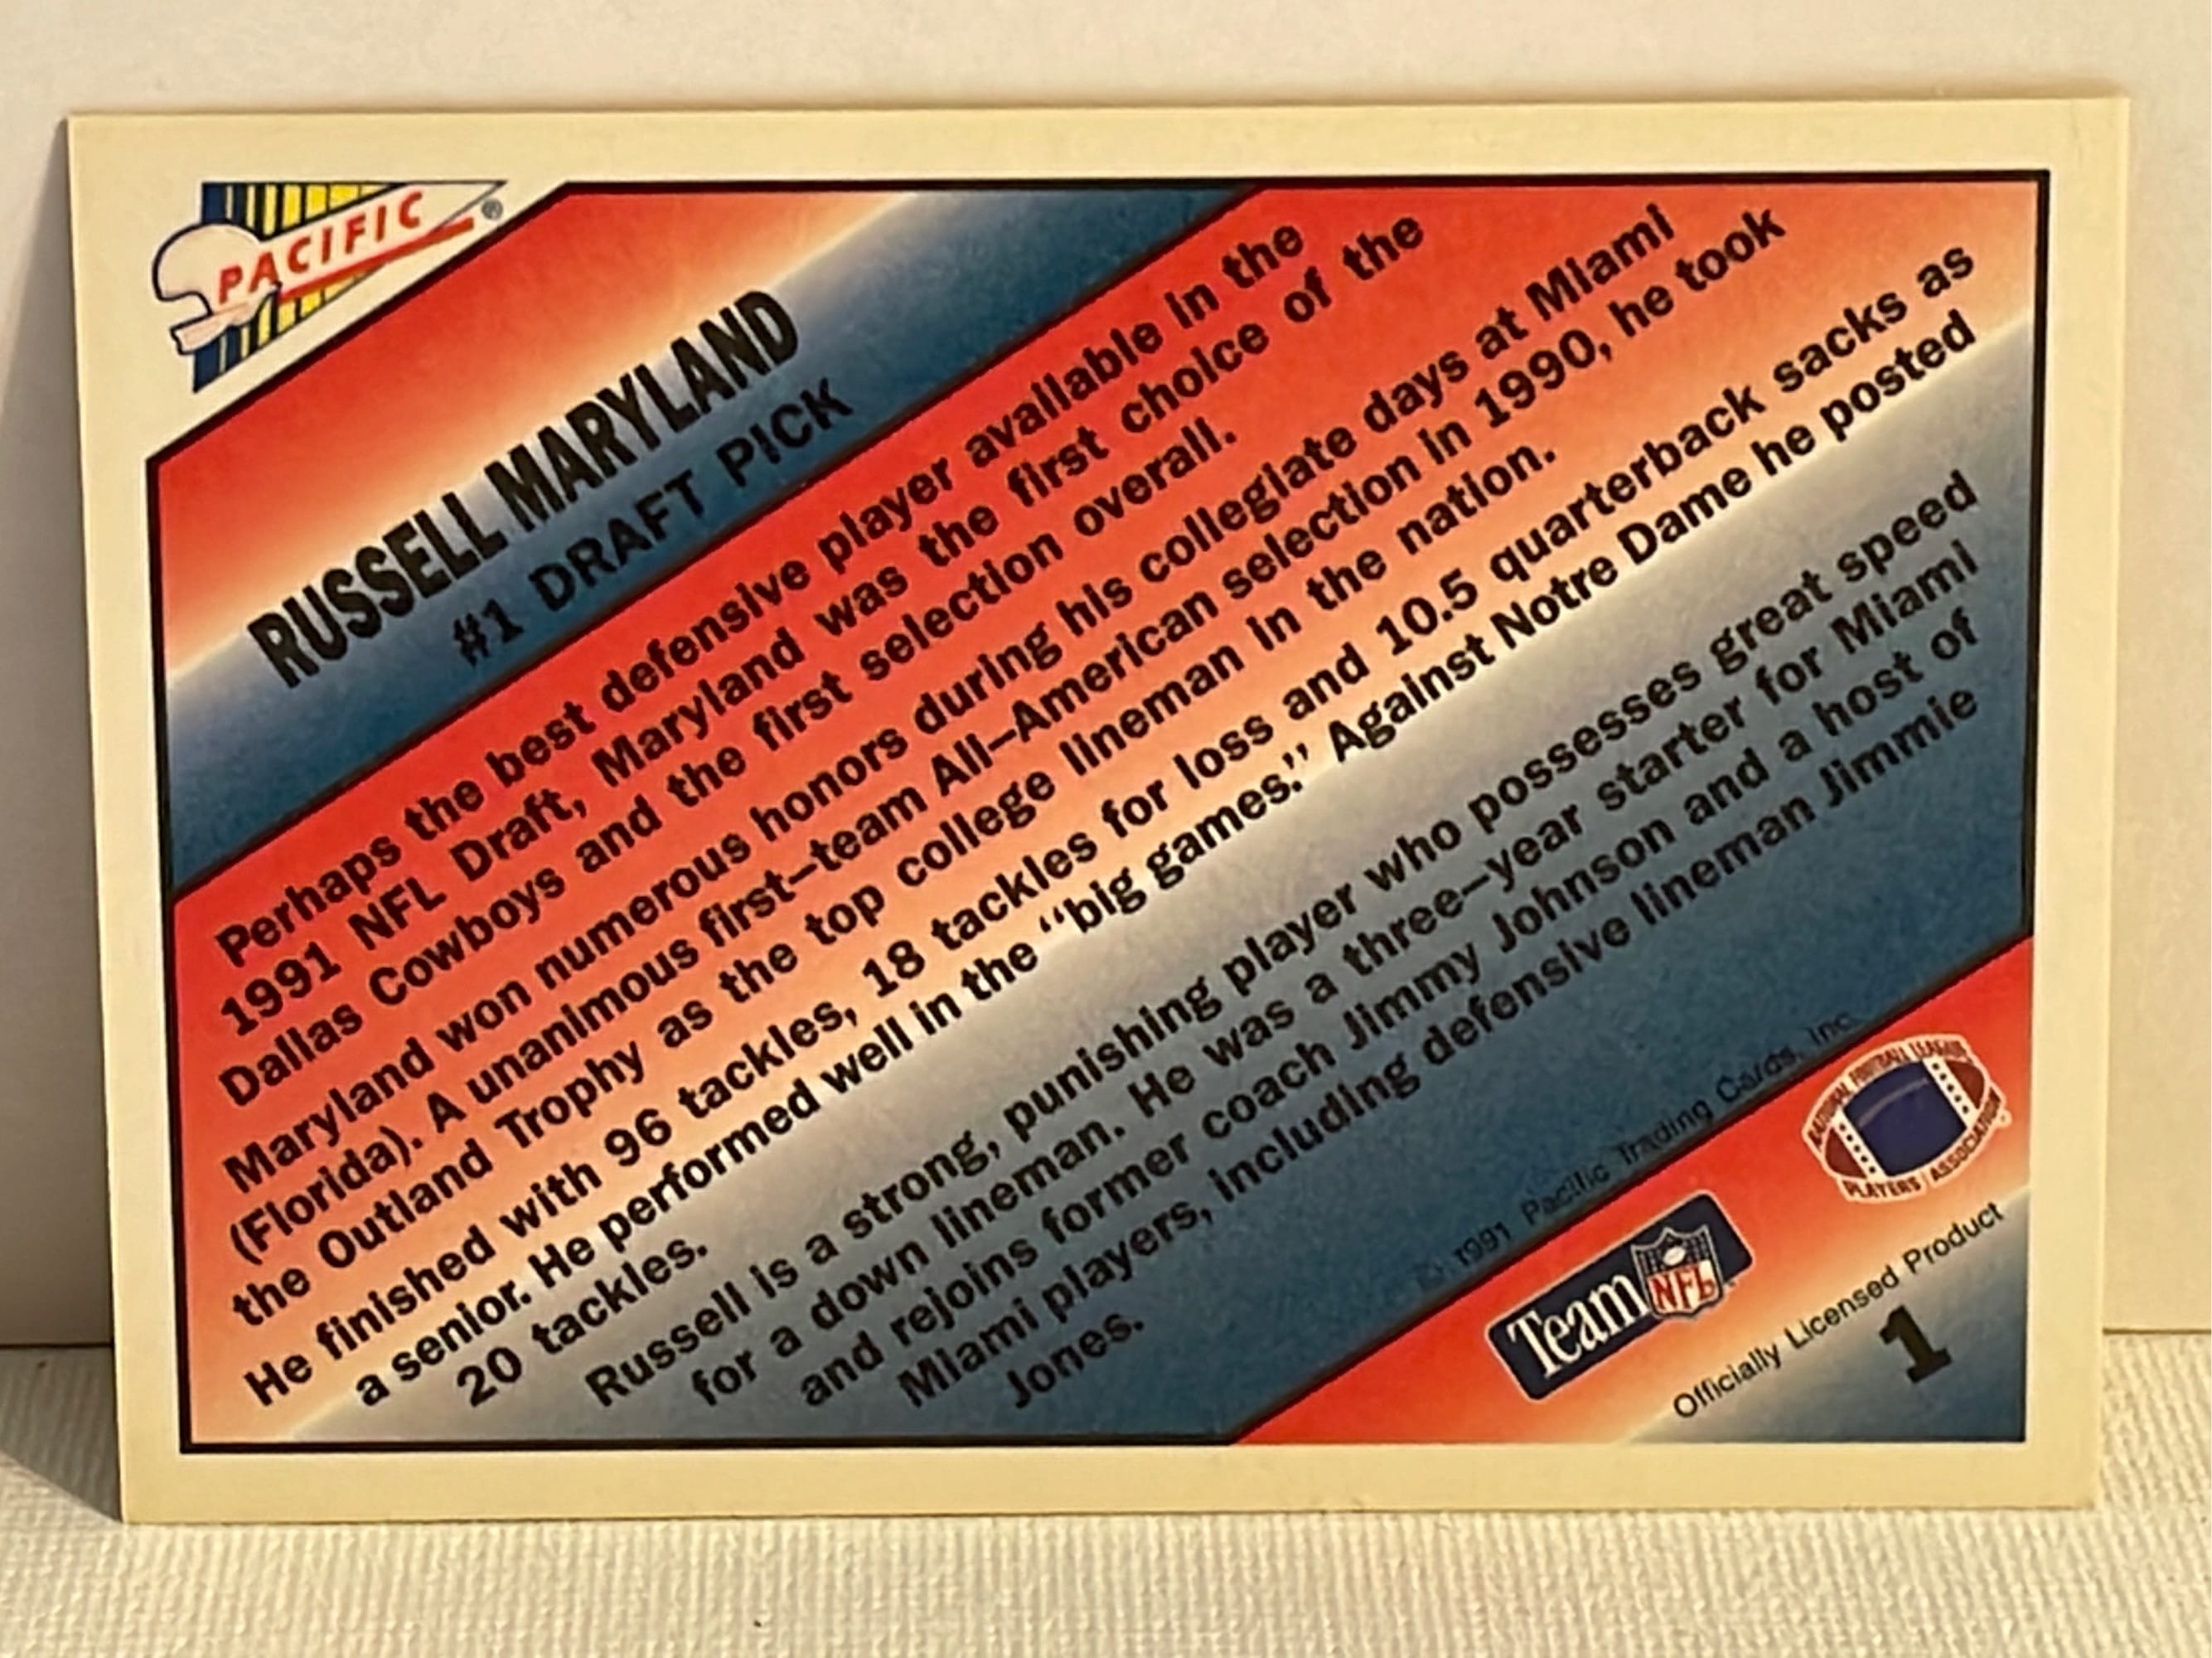 PACIFIC®
RUSSELL MARYLAND
#1 DRAFT PICK
Perhaps the best defensive player available in the
1991 NFL Draft, Maryland was the first choice of the
Dallas Cowboys and the first selection overall.
Maryland won numerous honors during his collegiate days at Miami
(Florida). A unanimous first-team All-American selection in 1990, he took
the Outland Trophy as the top college lineman in the nation.
He finished with 96 tackles, 18 tackles for loss and 10.5 quarterback sacks as
a senior. He performed well in the "big games." Against Notre Dame he posted
20 tackles.
Russell is a strong, punishing player who possesses great speed
for a down lineman. He was a three-year starter for Miami
and rejoins former coach Jimmy Johnson and a host of
Miami players, including defensive lineman Jimmie
Jones.
© 1991 Pacific Trading Cards, Inc.
Team NFL
NATIONAL FOOTBALL LEAGUE
PLAYERS ASSOCIATION
Officially Licensed Product
1